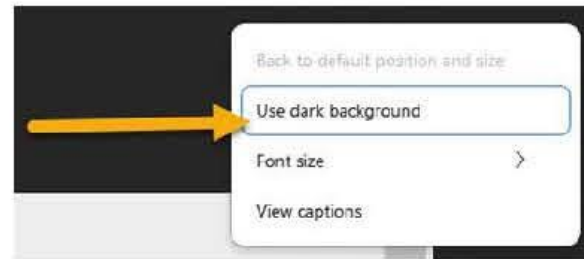 Back to default position and size
Use dark background
Font size
View captions